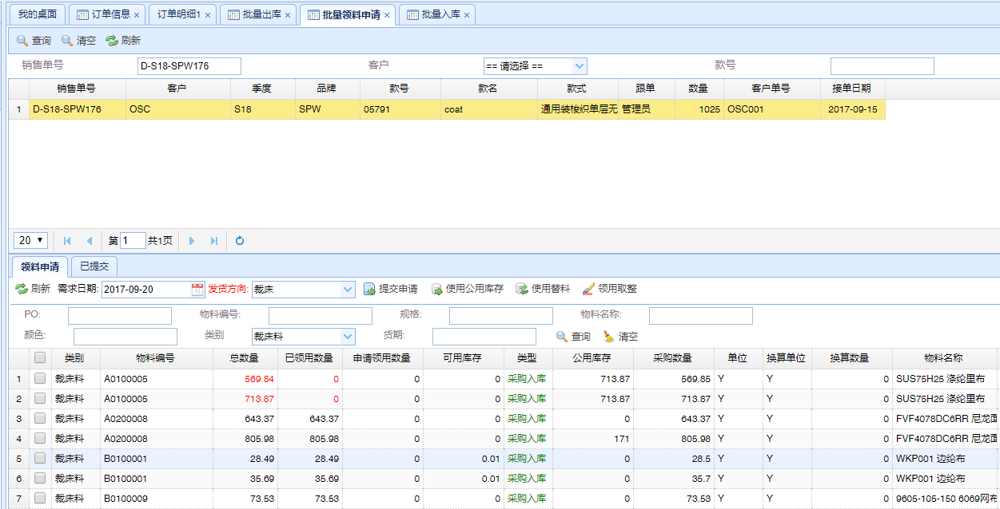 我的桌面 订单信息 × 订单明细1 × 批量出库 × 批量领料申请 × 批量入库 ×
查询 清空 刷新
销售单号 D-S18-SPW176 客户 == 请选择 == 款号
销售单号 客户 季度 品牌 款号 款名 款式 跟单 数量 客户单号 接单日期
1 D-S18-SPW176 OSC S18 SPW 05791 coat 通用装梭织单层无 管理员 1025 OSC001 2017-09-15
20 第 1 共1页
领料申请 已提交
刷新 需求日期: 2017-09-20 发货方向: 裁床 提交申请 使用公用库存 使用替料 领用取整
PO: 物料编号: 规格: 物料名称:
颜色: 类别 裁床料 货期: 查询 清空
类别 物料编号 总数量 已领用数量 申请领用数量 可用库存 类型 公用库存 采购数量 单位 换算单位 换算数量 物料名称
1 裁床料 A0100005 569.84 0 0 0 采购入库 713.87 569.85 Y Y 0 SUS75H25 涤纶里布
2 裁床料 A0100005 713.87 0 0 0 采购入库 713.87 713.87 Y Y 0 SUS75H25 涤纶里布
3 裁床料 A0200008 643.37 643.37 0 0 采购入库 0 643.37 Y Y 0 FVF4078DC6RR 尼龙面
4 裁床料 A0200008 805.98 805.98 0 0 采购入库 171 805.98 Y Y 0 FVF4078DC6RR 尼龙面
5 裁床料 B0100001 28.49 28.49 0 0.01 采购入库 0 28.5 Y Y 0 WKP001 边纶布
6 裁床料 B0100001 35.69 35.69 0 0.01 采购入库 0 35.7 Y Y 0 WKP001 边纶布
7 裁床料 B0100009 73.53 73.53 0 0 采购入库 0 73.53 Y Y 0 9605-105-150 6069网布